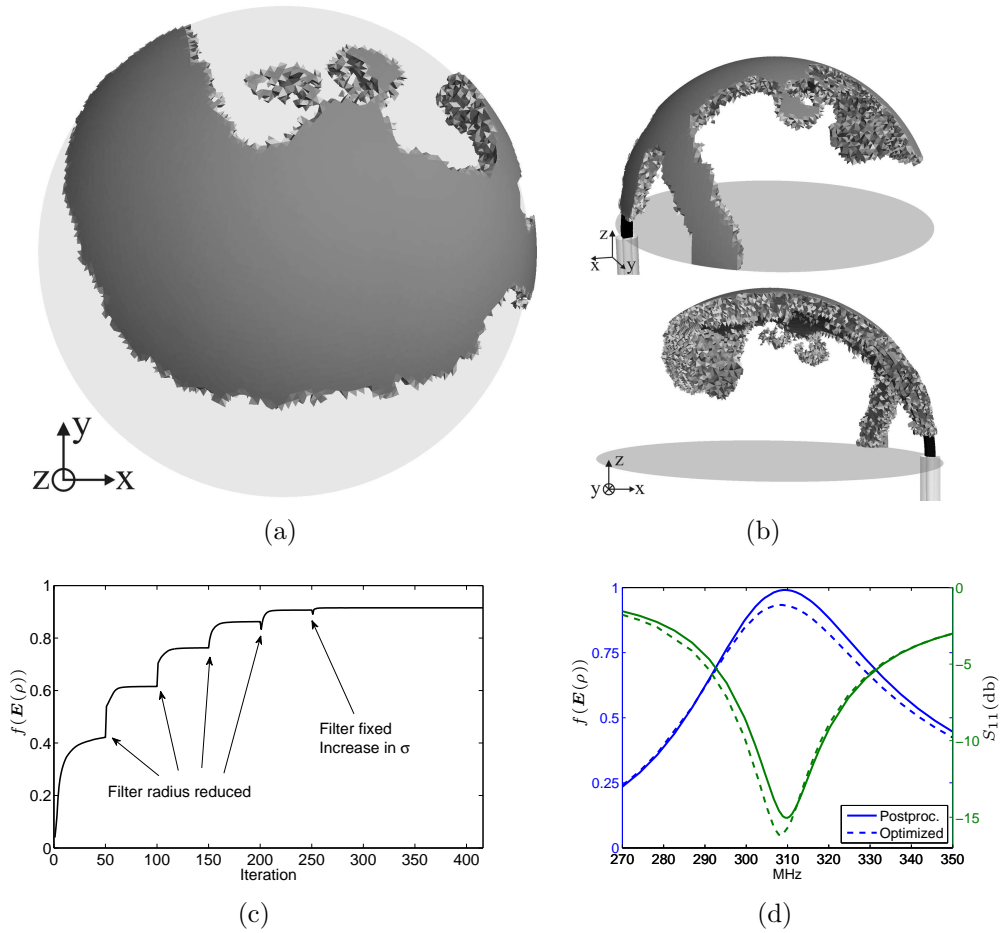 y
z x
(a)
z
x y
z
y x
(b)
f(E(ρ))
1
0.8
0.6
0.4
0.2
0
0 50 100 150 200 250 300 350 400
Iteration
Filter radius reduced
Filter fixed
Increase in σ
(c)
f(E(ρ))
1
0.75
0.5
0.25
0
0
−5
−10
−15
S₁₁(db)
270 280 290 300 310 320 330 340 350
MHz
Postproc.
Optimized
(d)